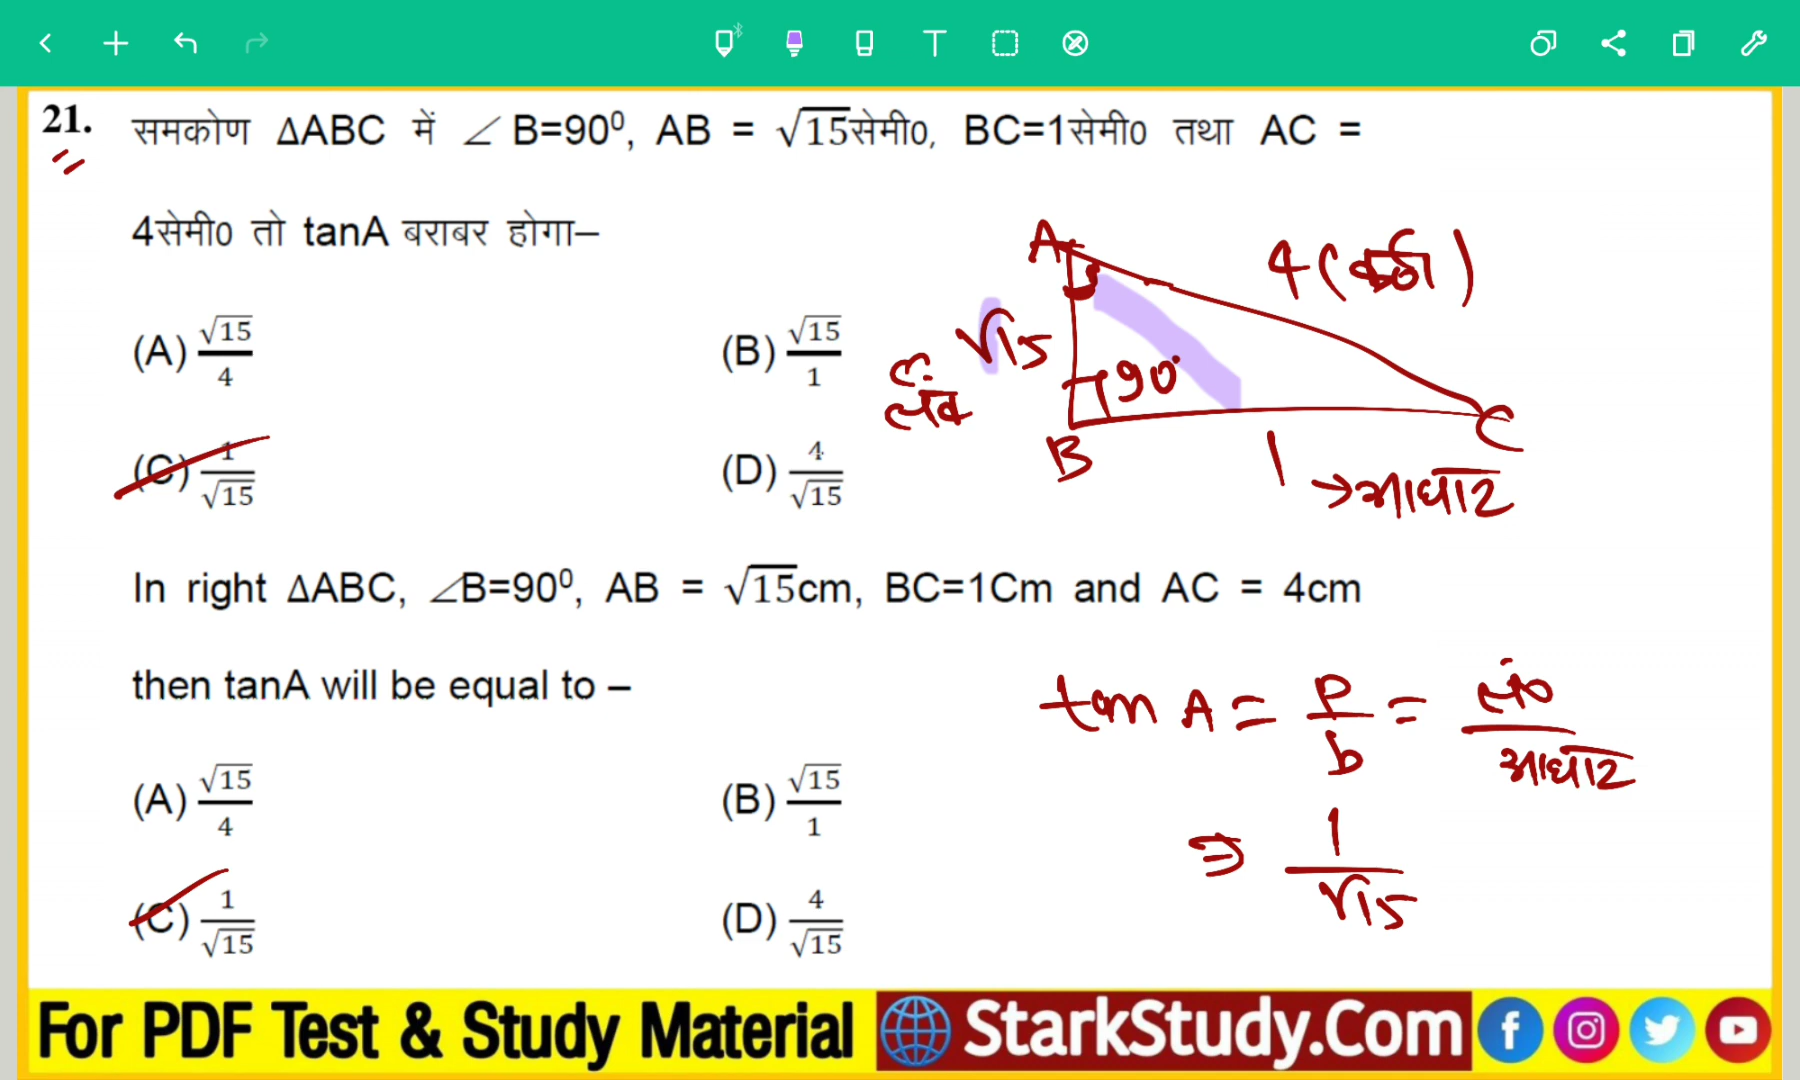 21. समकोण ΔABC में ∠ B=90⁰, AB = √15सेमी०, BC=1सेमी० तथा AC =
4सेमी० तो tanA बराबर होगा–
(A) √15/4 (B) √15/1
(C) 1/√15 (D) 4/√15
A
4 (कर्ण)
√15
लंब
90°
B
C
1
→आधार
In right ΔABC, ∠B=90⁰, AB = √15cm, BC=1Cm and AC = 4cm
then tanA will be equal to –
tan A = P/b = लं०/आधार
(A) √15/4 (B) √15/1
⇒ 1/√15
(C) 1/√15 (D) 4/√15
For PDF Test & Study Material StarkStudy.Com